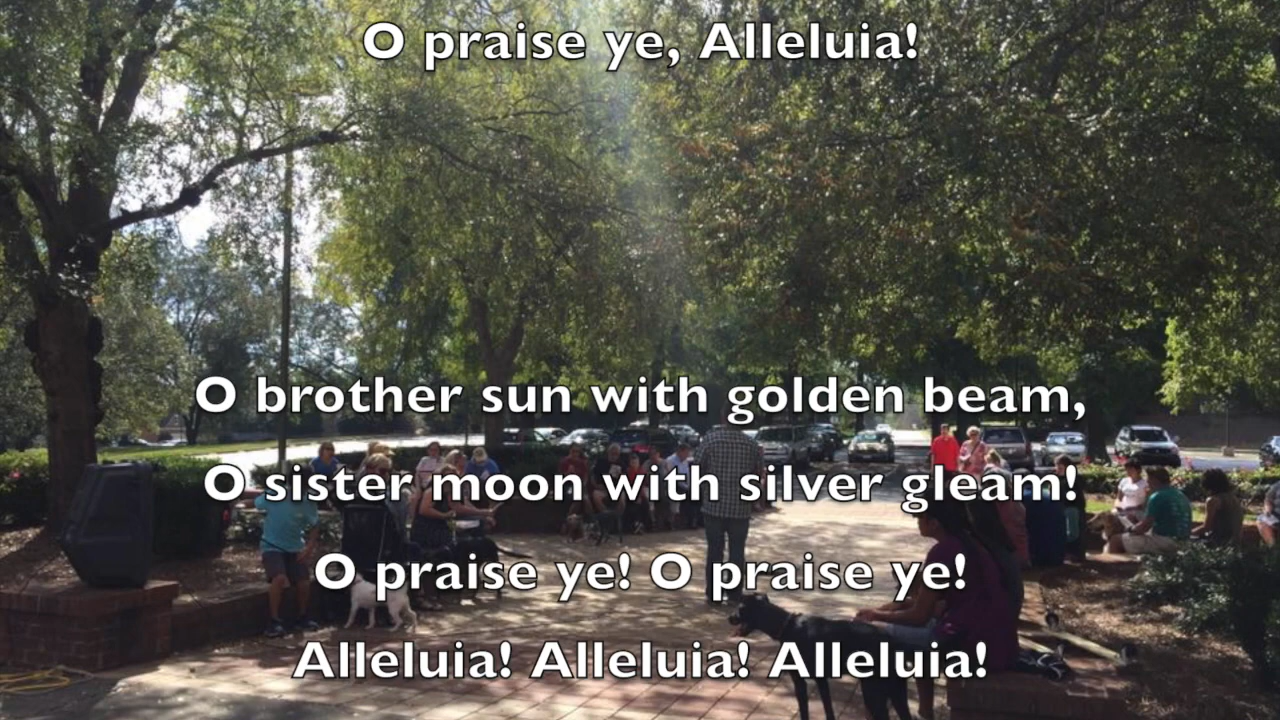 O praise ye, Alleluia!
O brother sun with golden beam,
O sister moon with silver gleam!
O praise ye! O praise ye!
Alleluia! Alleluia! Alleluia!